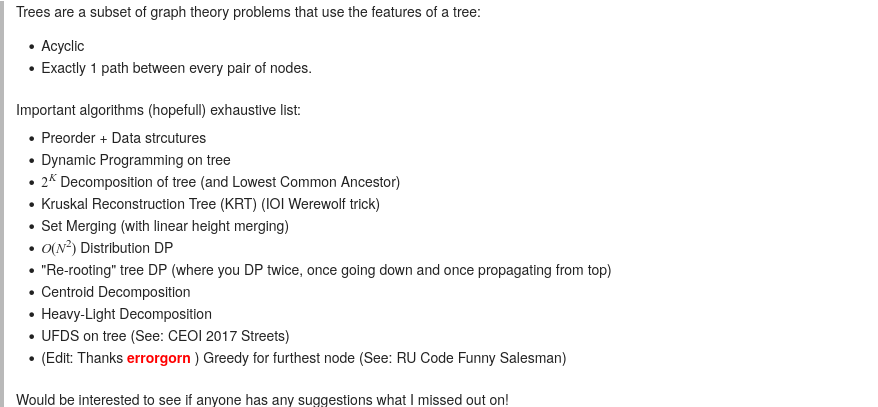 Trees are a subset of graph theory problems that use the features of a tree:
• Acyclic
• Exactly 1 path between every pair of nodes.
Important algorithms (hopefull) exhaustive list:
• Preorder + Data strcutures
• Dynamic Programming on tree
• 2^K Decomposition of tree (and Lowest Common Ancestor)
• Kruskal Reconstruction Tree (KRT) (IOI Werewolf trick)
• Set Merging (with linear height merging)
• O(N^2) Distribution DP
• "Re-rooting" tree DP (where you DP twice, once going down and once propagating from top)
• Centroid Decomposition
• Heavy-Light Decomposition
• UFDS on tree (See: CEOI 2017 Streets)
• (Edit: Thanks errorgorn ) Greedy for furthest node (See: RU Code Funny Salesman)
Would be interested to see if anyone has any suggestions what I missed out on!